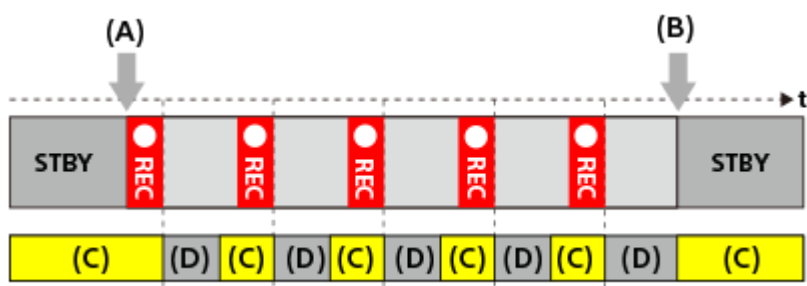 (A) (B)
t
STBY REC REC REC REC REC STBY
(C) (D) (C) (D) (C) (D) (C) (D) (C) (D) (C)